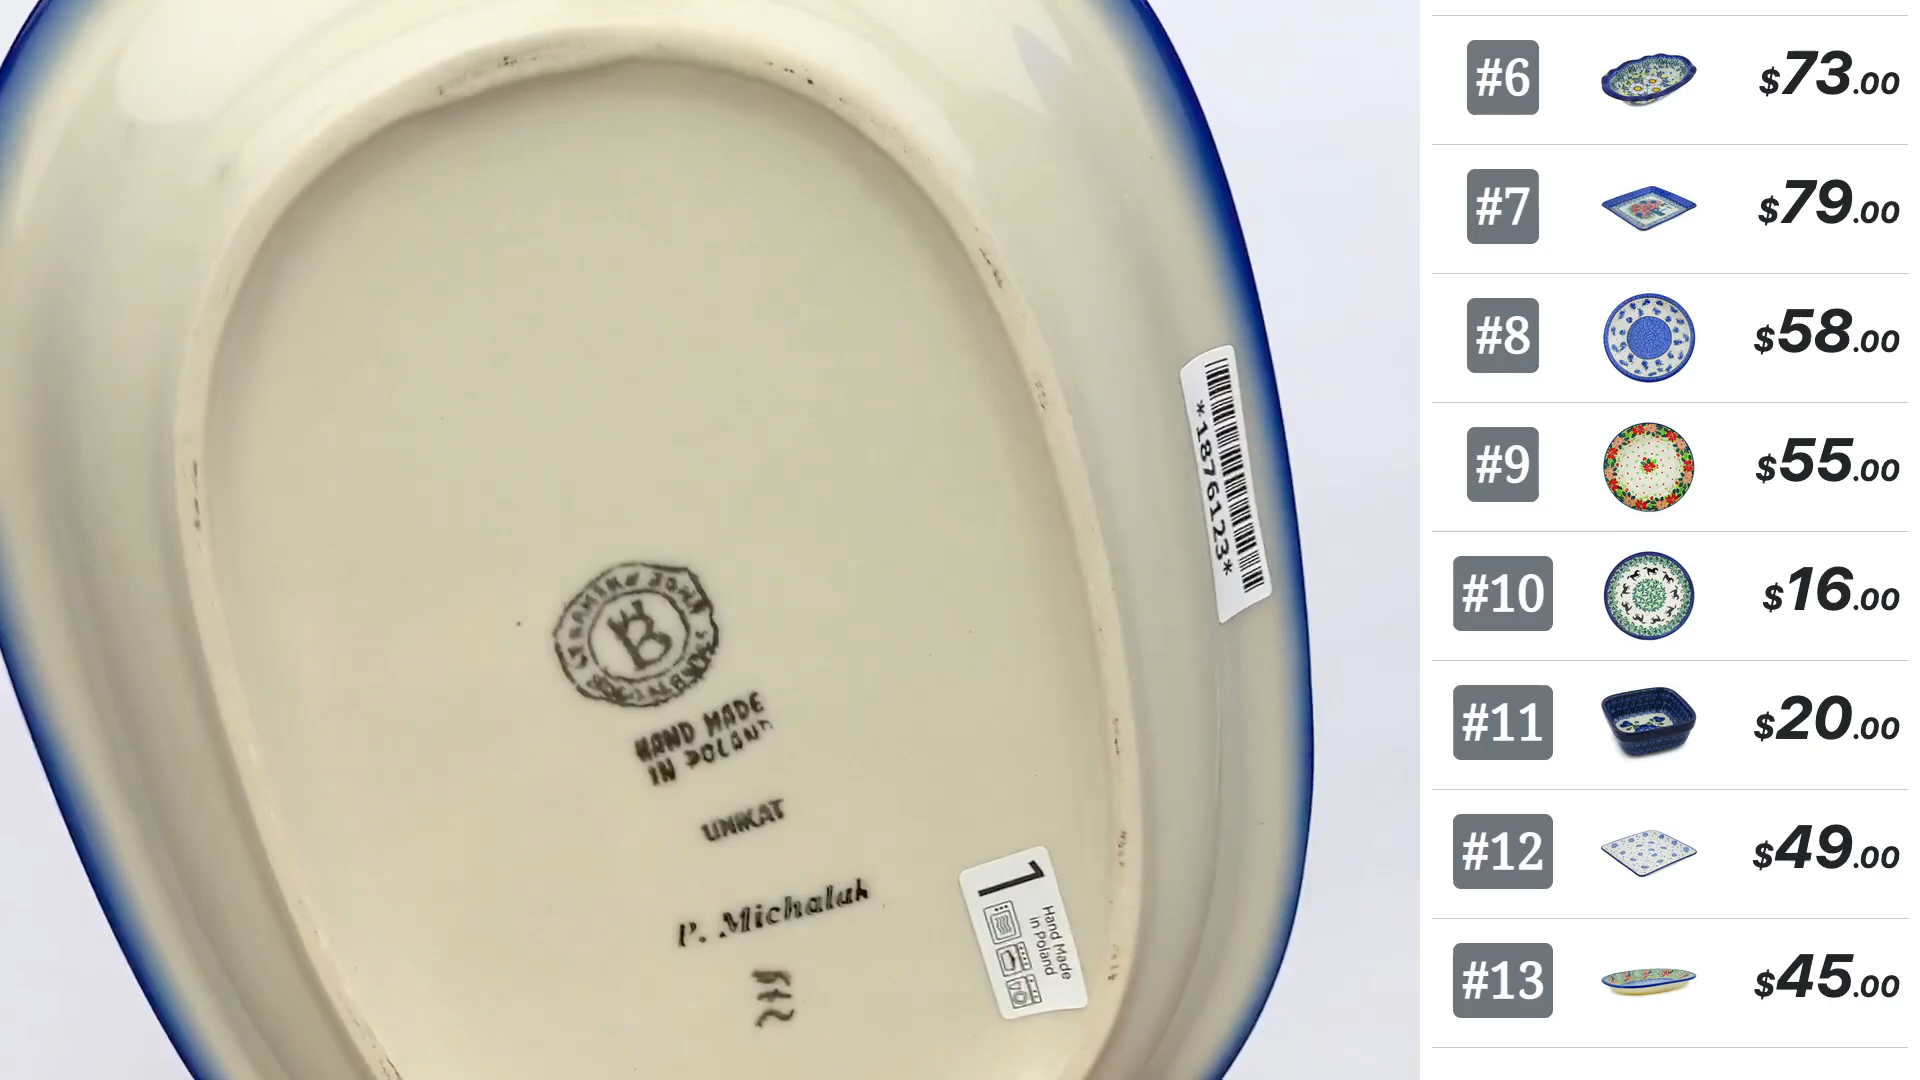 HAND MADE
IN POLAND
UNIKAT
P. Michaluk
*1876123*
1
Hand Made
in Poland
#6 $73.00
#7 $79.00
#8 $58.00
#9 $55.00
#10 $16.00
#11 $20.00
#12 $49.00
#13 $45.00